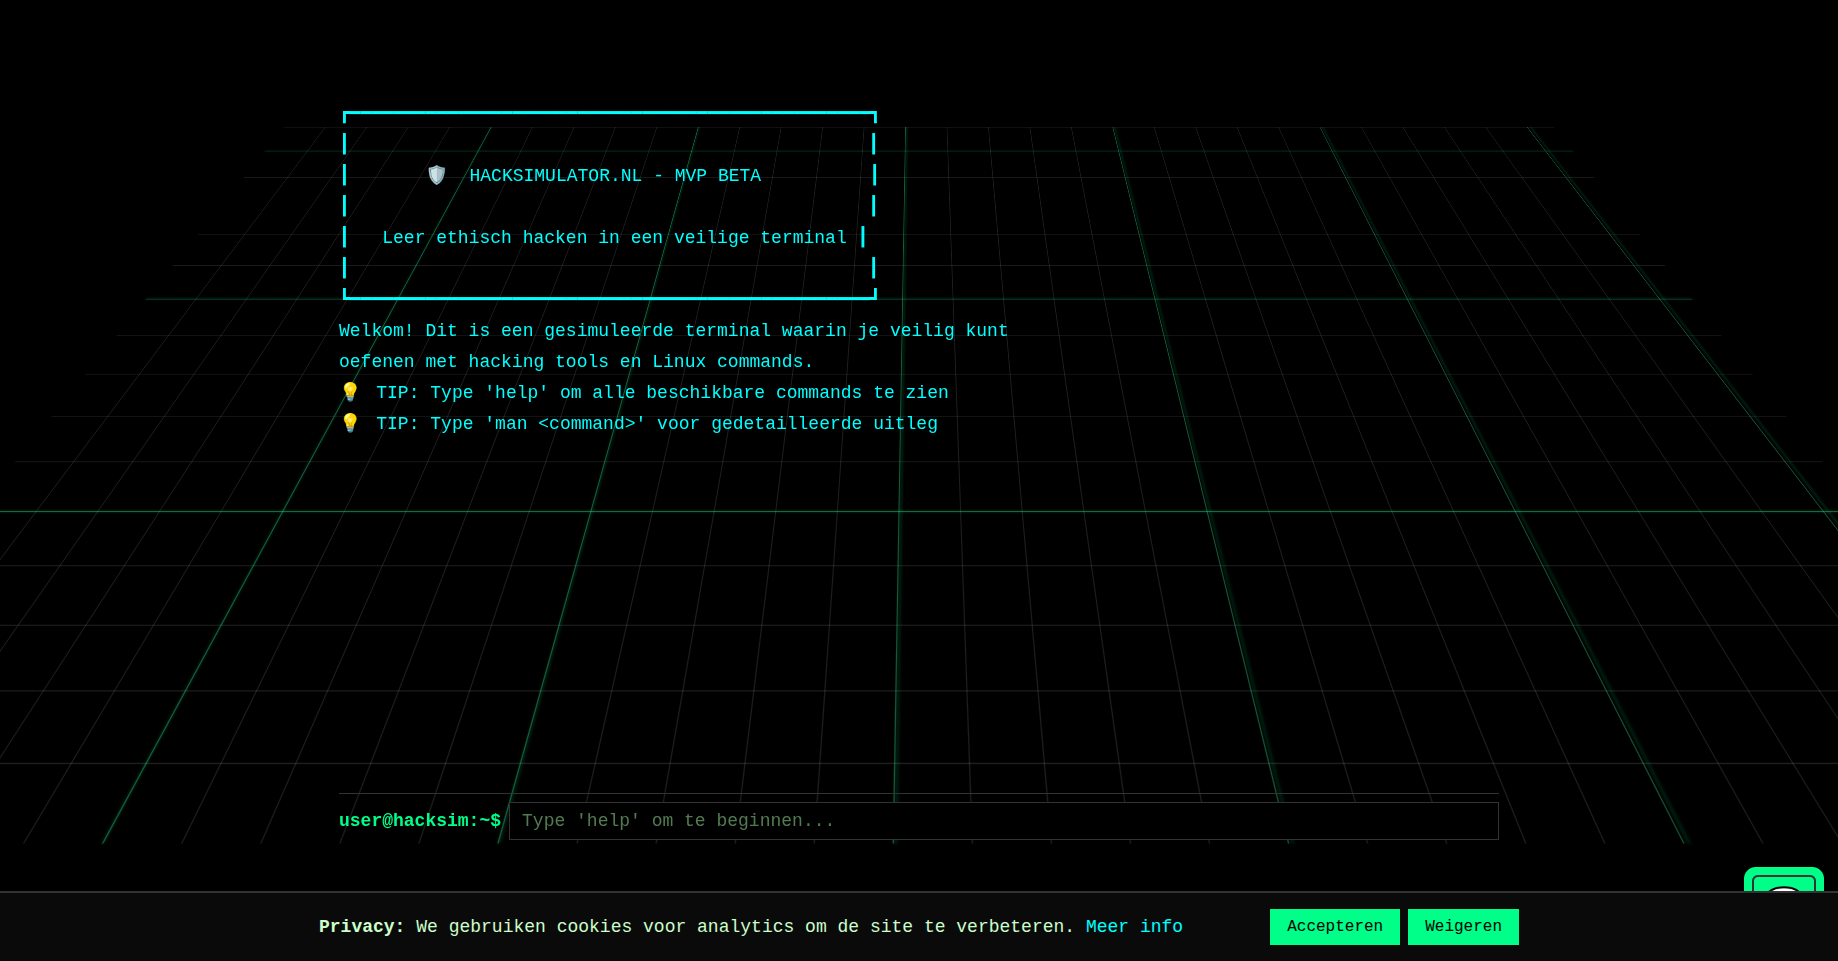 HACKSIMULATOR.NL - MVP BETA
Leer ethisch hacken in een veilige terminal
Welkom! Dit is een gesimuleerde terminal waarin je veilig kunt
oefenen met hacking tools en Linux commands.
TIP: Type 'help' om alle beschikbare commands te zien
TIP: Type 'man <command>' voor gedetailleerde uitleg
user@hacksim:~$ Type 'help' om te beginnen...
Privacy: We gebruiken cookies voor analytics om de site te verbeteren. Meer info Accepteren Weigeren